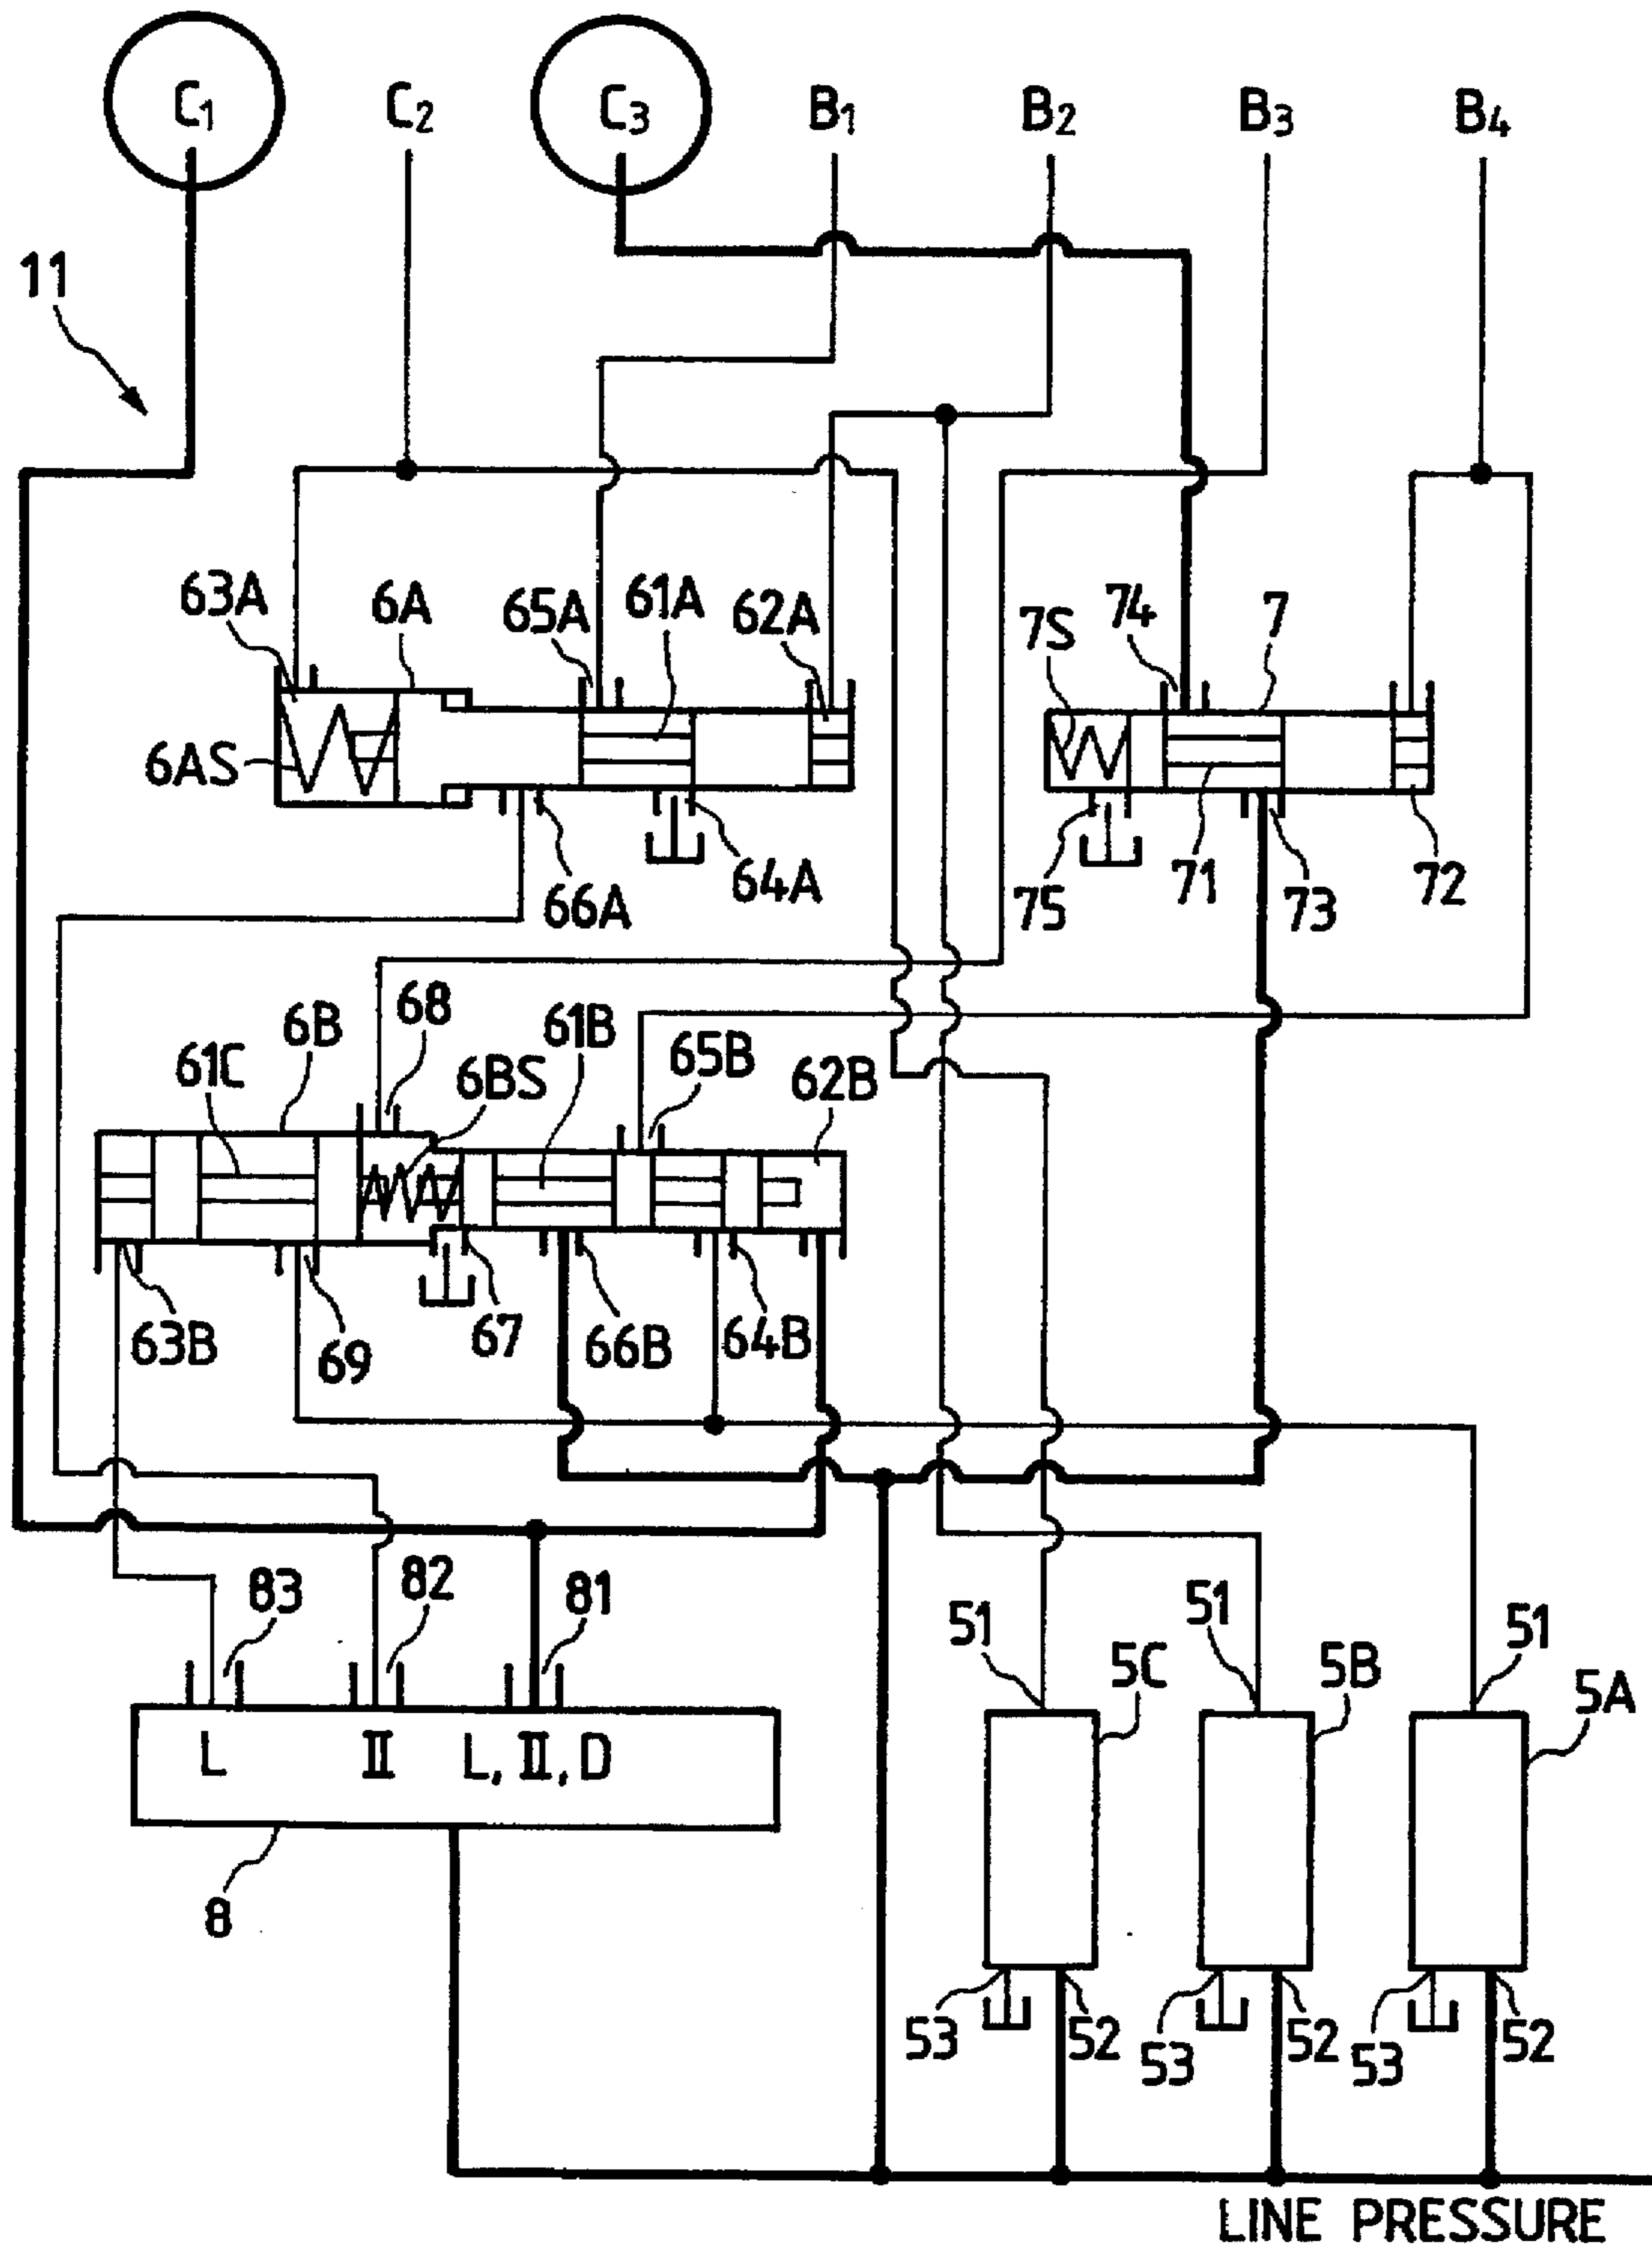 C1 C2 C3 B1 B2 B3 B4
11
63A 6A 65A 61A 62A 7S 74 7
6AS
66A 64A 75 71 73 72
61C 6B 68 6BS 61B 65B 62B
63B 69 67 66B 64B
83 82 81 51 51 51
5C 5B 5A
L II L, II, D
8
53 52 53 52 53 52
LINE PRESSURE